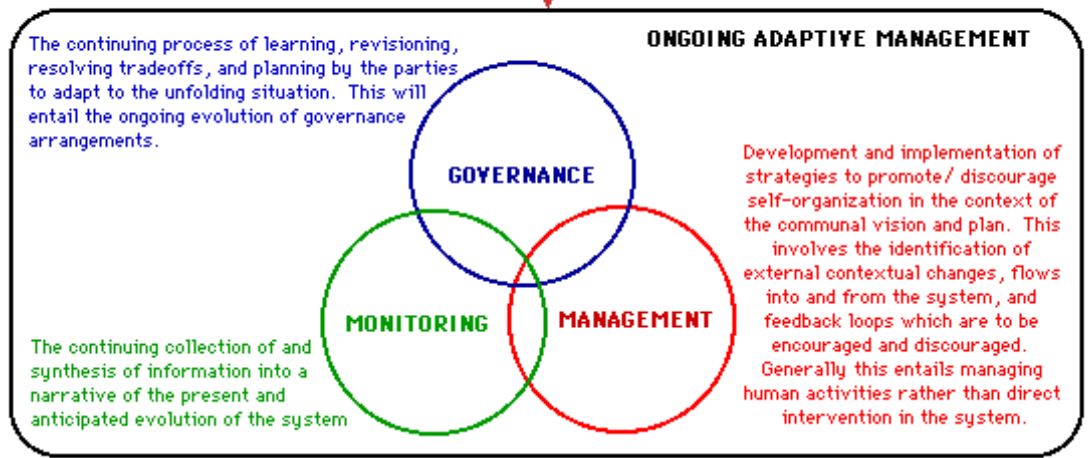 ONGOING ADAPTIVE MANAGEMENT
The continuing process of learning, revisioning,
resolving tradeoffs, and planning by the parties
to adapt to the unfolding situation. This will
entail the ongoing evolution of governance
arrangements.
GOVERNANCE
Development and implementation of
strategies to promote/ discourage
self-organization in the context of
the communal vision and plan. This
involves the identification of
external contextual changes, flows
into and from the system, and
feedback loops which are to be
encouraged and discouraged.
Generally this entails managing
human activities rather than direct
intervention in the system.
MONITORING
MANAGEMENT
The continuing collection of and
synthesis of information into a
narrative of the present and
anticipated evolution of the system